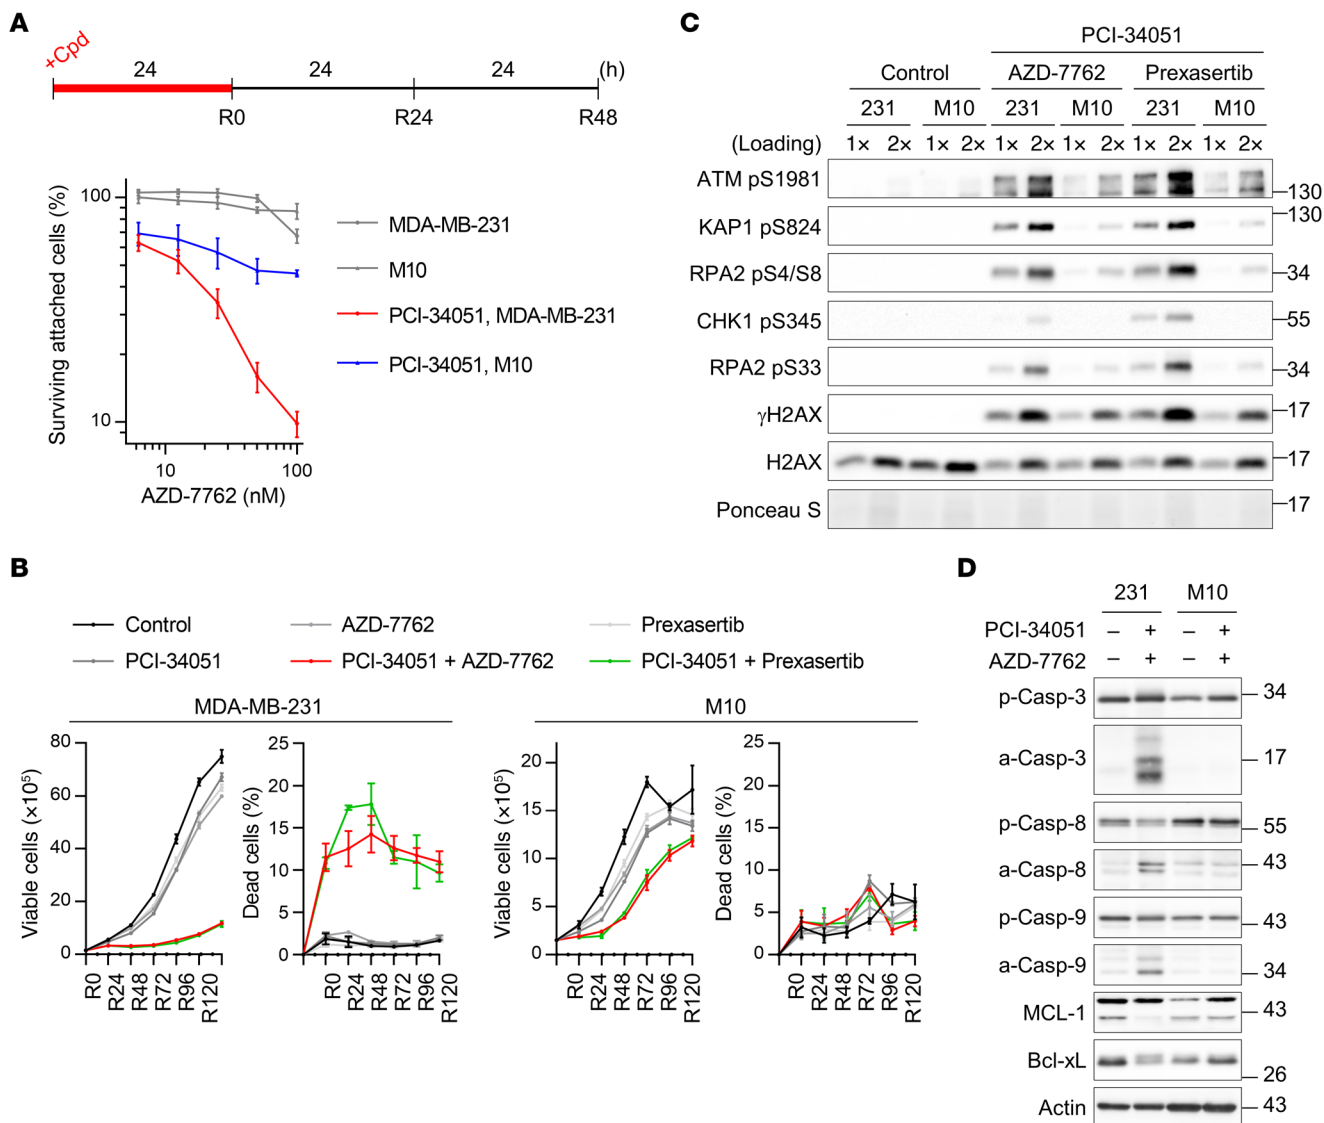 A
+Cpd
24
24
24
(h)
R0
R24
R48
Surviving attached cells (%)
100
10
10
100
AZD-7762 (nM)
MDA-MB-231
M10
PCI-34051, MDA-MB-231
PCI-34051, M10
C
PCI-34051
Control
AZD-7762
Prexasertib
231
M10
231
M10
231
M10
(Loading)
1×
2×
1×
2×
1×
2×
1×
2×
1×
2×
1×
2×
ATM pS1981
130
KAP1 pS824
130
RPA2 pS4/S8
34
CHK1 pS345
55
RPA2 pS33
34
γH2AX
17
H2AX
17
Ponceau S
17
B
Control
AZD-7762
Prexasertib
PCI-34051
PCI-34051 + AZD-7762
PCI-34051 + Prexasertib
MDA-MB-231
M10
Viable cells (×10⁵)
80
60
40
20
0
R0
R24
R48
R72
R96
R120
Dead cells (%)
25
20
15
10
5
0
R0
R24
R48
R72
R96
R120
Viable cells (×10⁵)
20
15
10
5
0
R0
R24
R48
R72
R96
R120
Dead cells (%)
25
20
15
10
5
0
R0
R24
R48
R72
R96
R120
D
231
M10
PCI-34051
– + – +
AZD-7762
– + – +
p-Casp-3
34
a-Casp-3
17
p-Casp-8
55
a-Casp-8
43
p-Casp-9
43
a-Casp-9
34
MCL-1
43
Bcl-xL
26
Actin
43